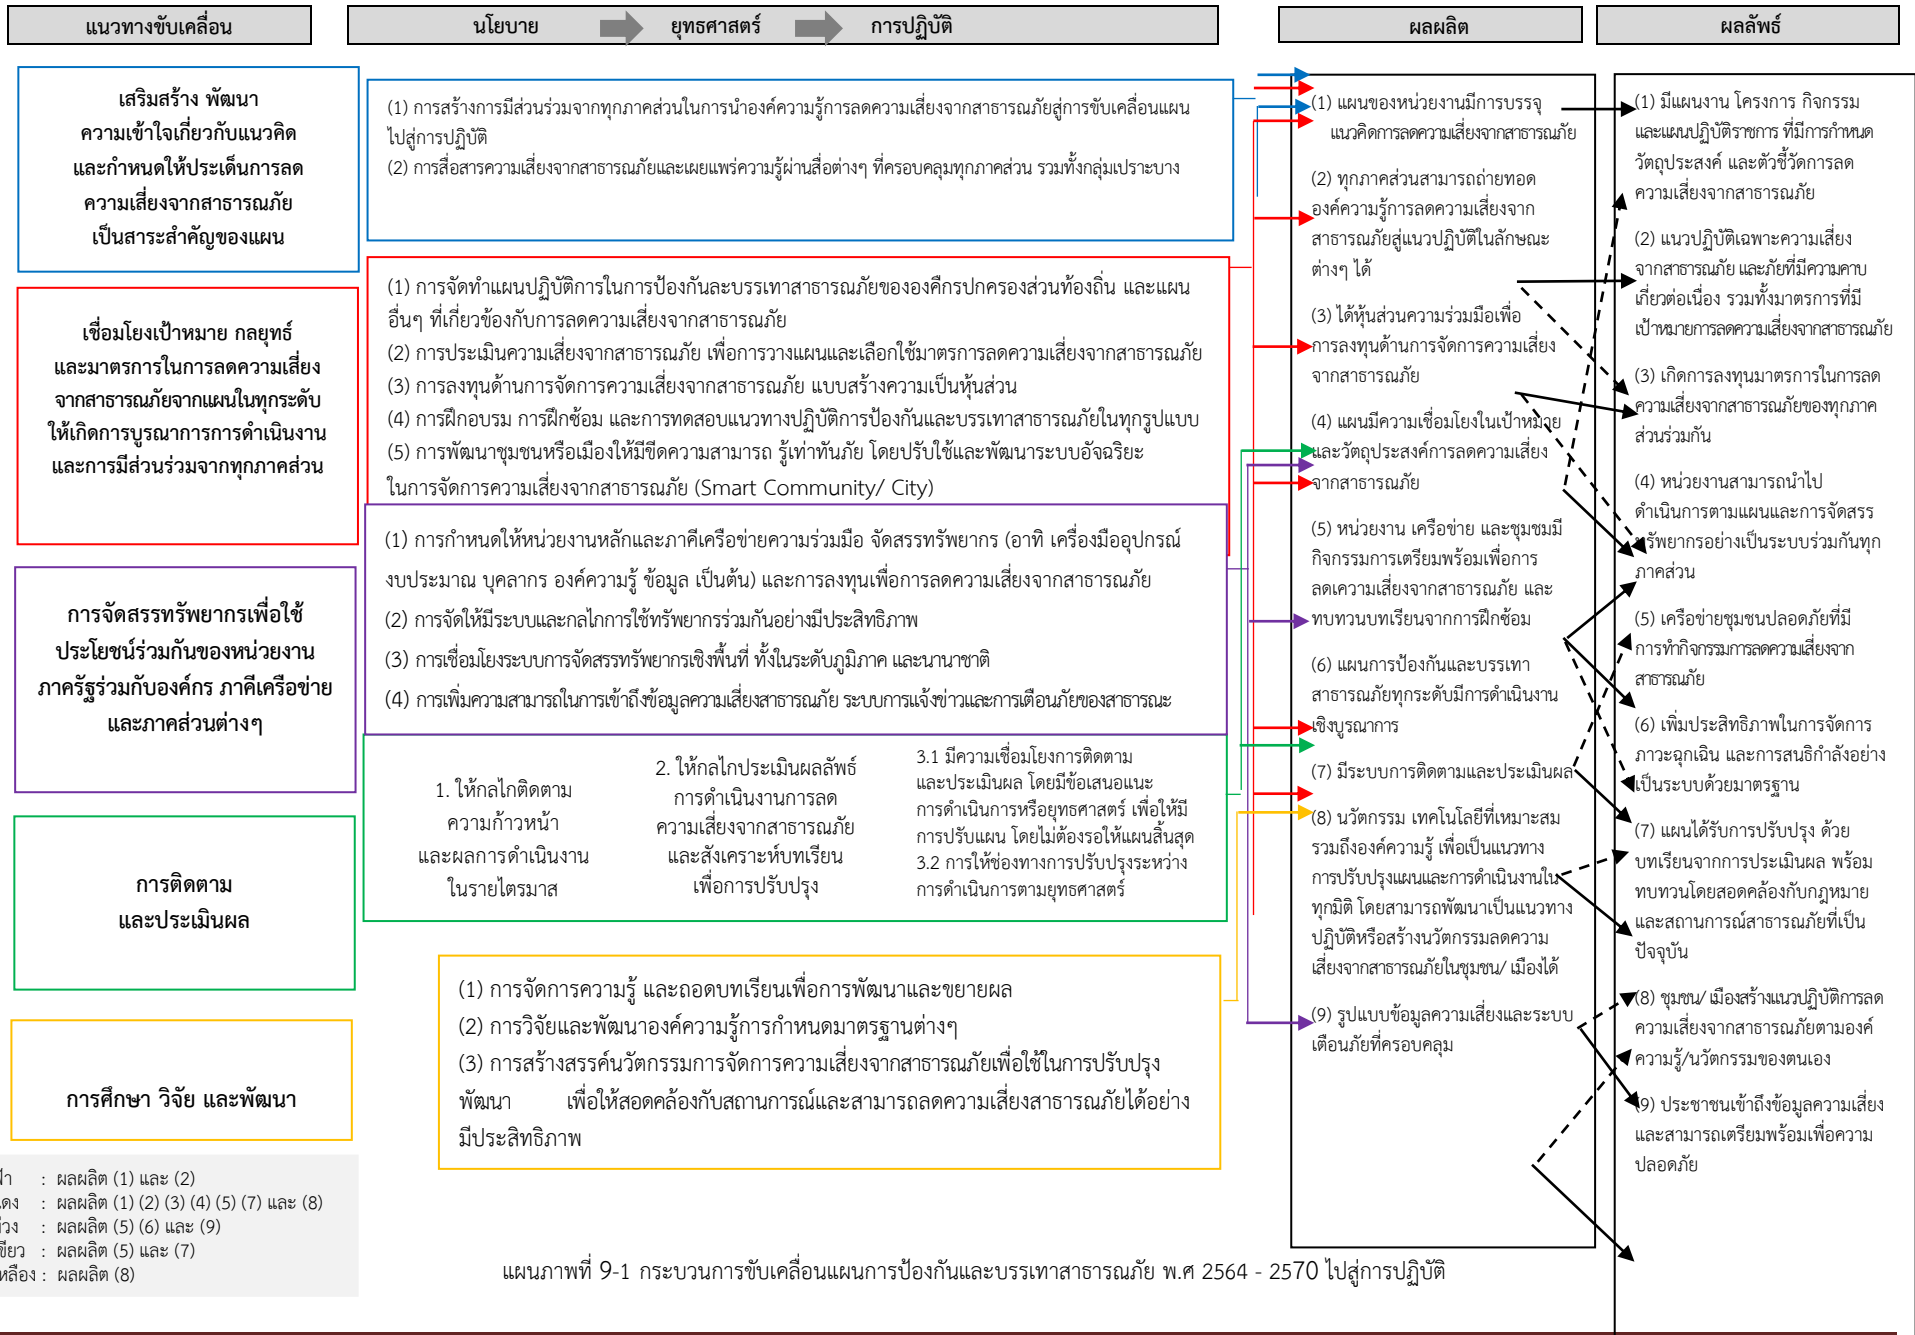 แนวทางขับเคลื่อน
นโยบาย
ยุทธศาสตร์
การปฏิบัติ
ผลผลิต
ผลลัพธ์
เสริมสร้าง พัฒนา
ความเข้าใจเกี่ยวกับแนวคิด
และกำหนดให้ประเด็นการลด
ความเสี่ยงจากสาธารณภัย
เป็นสาระสำคัญของแผน
เชื่อมโยงเป้าหมาย กลยุทธ์
และมาตรการในการลดความเสี่ยง
จากสาธารณภัยจากแผนในทุกระดับ
ให้เกิดการบูรณาการการดำเนินงาน
และการมีส่วนร่วมจากทุกภาคส่วน
การจัดสรรทรัพยากรเพื่อใช้
ประโยชน์ร่วมกันของหน่วยงาน
ภาครัฐร่วมกับองค์กร ภาคีเครือข่าย
และภาคส่วนต่างๆ
การติดตาม
และประเมินผล
การศึกษา วิจัย และพัฒนา
(1) การสร้างการมีส่วนร่วมจากทุกภาคส่วนในการนำองค์ความรู้การลดความเสี่ยงจากสาธารณภัยสู่การขับเคลื่อนแผน
ไปสู่การปฏิบัติ
(2) การสื่อสารความเสี่ยงจากสาธารณภัยและเผยแพร่ความรู้ผ่านสื่อต่างๆ ที่ครอบคลุมทุกภาคส่วน รวมทั้งกลุ่มเปราะบาง
(1) การจัดทำแผนปฏิบัติการในการป้องกันละบรรเทาสาธารณภัยขององค์กรปกครองส่วนท้องถิ่น และแผน
อื่นๆ ที่เกี่ยวข้องกับการลดความเสี่ยงจากสาธารณภัย
(2) การประเมินความเสี่ยงจากสาธารณภัย เพื่อการวางแผนและเลือกใช้มาตรการลดความเสี่ยงจากสาธารณภัย
(3) การลงทุนด้านการจัดการความเสี่ยงจากสาธารณภัย แบบสร้างความเป็นหุ้นส่วน
(4) การฝึกอบรม การฝึกซ้อม และการทดสอบแนวทางปฏิบัติการป้องกันและบรรเทาสาธารณภัยในทุกรูปแบบ
(5) การพัฒนาชุมชนหรือเมืองให้มีขีดความสามารถ รู้เท่าทันภัย โดยปรับใช้และพัฒนาระบบอัจฉริยะ
ในการจัดการความเสี่ยงจากสาธารณภัย (Smart Community/ City)
(1) การกำหนดให้หน่วยงานหลักและภาคีเครือข่ายความร่วมมือ จัดสรรทรัพยากร (อาทิ เครื่องมืออุปกรณ์
งบประมาณ บุคลากร องค์ความรู้ ข้อมูล เป็นต้น) และการลงทุนเพื่อการลดความเสี่ยงจากสาธารณภัย
(2) การจัดให้มีระบบและกลไกการใช้ทรัพยากรร่วมกันอย่างมีประสิทธิภาพ
(3) การเชื่อมโยงระบบการจัดสรรทรัพยากรเชิงพื้นที่ ทั้งในระดับภูมิภาค และนานาชาติ
(4) การเพิ่มความสามารถในการเข้าถึงข้อมูลความเสี่ยงสาธารณภัย ระบบการแจ้งข่าวและการเตือนภัยของสาธารณะ
1. ให้กลไกติดตาม
ความก้าวหน้า
และผลการดำเนินงาน
ในรายไตรมาส
2. ให้กลไกประเมินผลลัพธ์
การดำเนินงานการลด
ความเสี่ยงจากสาธารณภัย
และสังเคราะห์บทเรียน
เพื่อการปรับปรุง
3.1 มีความเชื่อมโยงการติดตาม
และประเมินผล โดยมีข้อเสนอแนะ
การดำเนินการหรือยุทธศาสตร์ เพื่อให้มี
การปรับแผน โดยไม่ต้องรอให้แผนสิ้นสุด
3.2 การให้ช่องทางการปรับปรุงระหว่าง
การดำเนินการตามยุทธศาสตร์
(1) การจัดการความรู้ และถอดบทเรียนเพื่อการพัฒนาและขยายผล
(2) การวิจัยและพัฒนาองค์ความรู้การกำหนดมาตรฐานต่างๆ
(3) การสร้างสรรค์นวัตกรรมการจัดการความเสี่ยงจากสาธารณภัยเพื่อใช้ในการปรับปรุง
พัฒนา เพื่อให้สอดคล้องกับสถานการณ์และสามารถลดความเสี่ยงสาธารณภัยได้อย่าง
มีประสิทธิภาพ
(1) แผนของหน่วยงานมีการบรรจุ
แนวคิดการลดความเสี่ยงจากสาธารณภัย
(2) ทุกภาคส่วนสามารถถ่ายทอด
องค์ความรู้การลดความเสี่ยงจาก
สาธารณภัยสู่แนวปฏิบัติในลักษณะ
ต่างๆ ได้
(3) ได้หุ้นส่วนความร่วมมือเพื่อ
การลงทุนด้านการจัดการความเสี่ยง
จากสาธารณภัย
(4) แผนมีความเชื่อมโยงในเป้าหมาย
และวัตถุประสงค์การลดความเสี่ยง
จากสาธารณภัย
(5) หน่วยงาน เครือข่าย และชุมชมมี
กิจกรรมการเตรียมพร้อมเพื่อการ
ลดเความเสี่ยงจากสาธารณภัย และ
ทบทวนบทเรียนจากการฝึกซ้อม
(6) แผนการป้องกันและบรรเทา
สาธารณภัยทุกระดับมีการดำเนินงาน
เชิงบูรณาการ
(7) มีระบบการติดตามและประเมินผล
(8) นวัตกรรม เทคโนโลยีที่เหมาะสม
รวมถึงองค์ความรู้ เพื่อเป็นแนวทาง
การปรับปรุงแผนและการดำเนินงานใน
ทุกมิติ โดยสามารถพัฒนาเป็นแนวทาง
ปฏิบัติหรือสร้างนวัตกรรมลดความ
เสี่ยงจากสาธารณภัยในชุมชน/ เมืองได้
(9) รูปแบบข้อมูลความเสี่ยงและระบบ
เตือนภัยที่ครอบคลุม
(1) มีแผนงาน โครงการ กิจกรรม
และแผนปฏิบัติราชการ ที่มีการกำหนด
วัตถุประสงค์ และตัวชี้วัดการลด
ความเสี่ยงจากสาธารณภัย
(2) แนวปฏิบัติเฉพาะความเสี่ยง
จากสาธารณภัย และภัยที่มีความคาบ
เกี่ยวต่อเนื่อง รวมทั้งมาตรการที่มี
เป้าหมายการลดความเสี่ยงจากสาธารณภัย
(3) เกิดการลงทุนมาตรการในการลด
ความเสี่ยงจากสาธารณภัยของทุกภาค
ส่วนร่วมกัน
(4) หน่วยงานสามารถนำไป
ดำเนินการตามแผนและการจัดสรร
ทรัพยากรอย่างเป็นระบบร่วมกันทุก
ภาคส่วน
(5) เครือข่ายชุมชนปลอดภัยที่มี
การทำกิจกรรมการลดความเสี่ยงจาก
สาธารณภัย
(6) เพิ่มประสิทธิภาพในการจัดการ
ภาวะฉุกเฉิน และการสนธิกำลังอย่าง
เป็นระบบด้วยมาตรฐาน
(7) แผนได้รับการปรับปรุง ด้วย
บทเรียนจากการประเมินผล พร้อม
ทบทวนโดยสอดคล้องกับกฎหมาย
และสถานการณ์สาธารณภัยที่เป็น
ปัจจุบัน
(8) ชุมชน/ เมืองสร้างแนวปฏิบัติการลด
ความเสี่ยงจากสาธารณภัยตามองค์
ความรู้/นวัตกรรมของตนเอง
(9) ประชาชนเข้าถึงข้อมูลความเสี่ยง
และสามารถเตรียมพร้อมเพื่อความ
ปลอดภัย
: ผลผลิต (1) และ (2)
: ผลผลิต (1) (2) (3) (4) (5) (7) และ (8)
: ผลผลิต (5) (6) และ (9)
: ผลผลิต (5) และ (7)
: ผลผลิต (8)
แผนภาพที่ 9-1 กระบวนการขับเคลื่อนแผนการป้องกันและบรรเทาสาธารณภัย พ.ศ 2564 - 2570 ไปสู่การปฏิบัติ